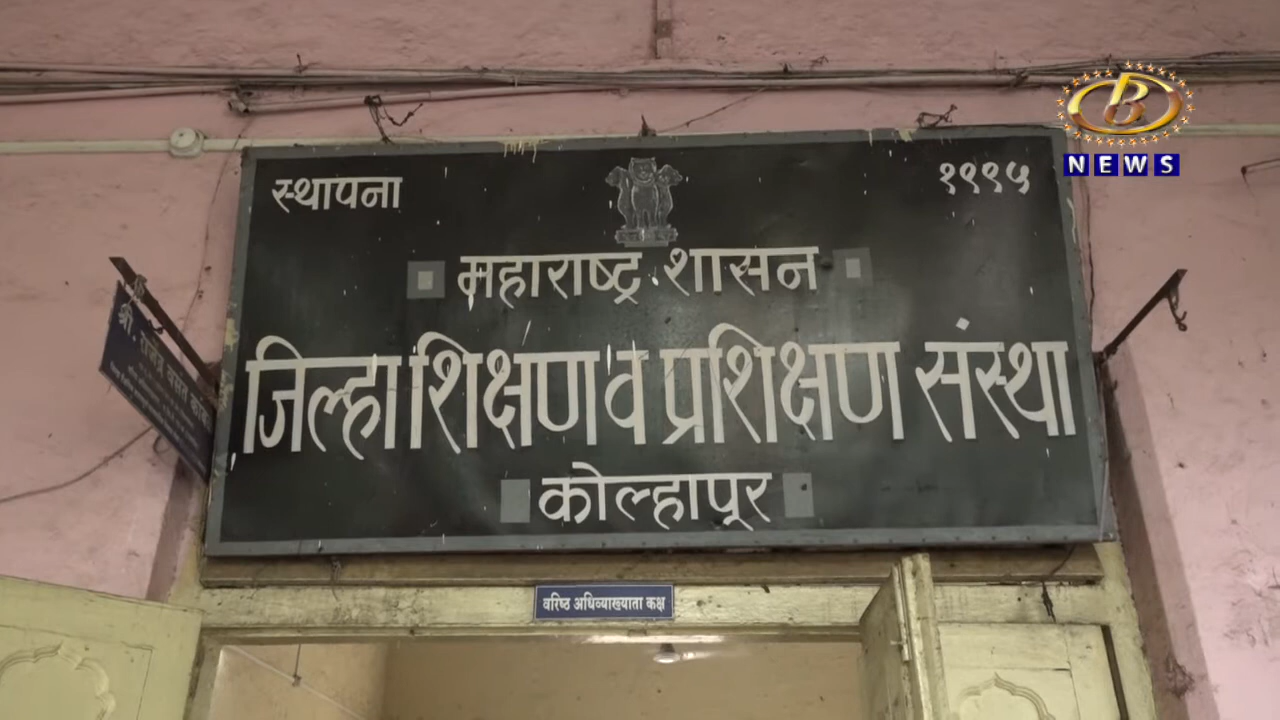 स्थापना १९९५
महाराष्ट्र शासन
जिल्हा शिक्षण व प्रशिक्षण संस्था
कोल्हापूर
वरिष्ठ अधिव्याख्याता कक्ष
श्री.
B
NEWS